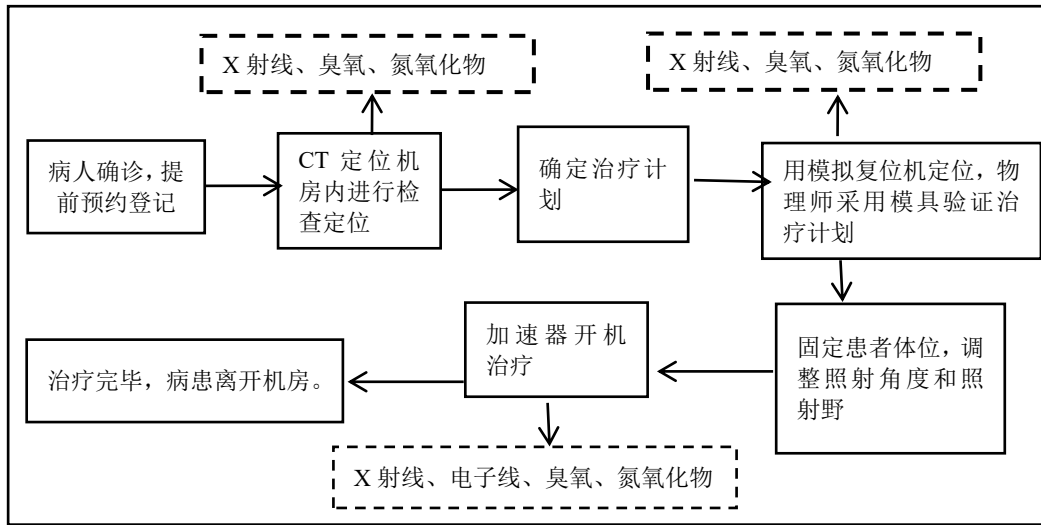 X 射线、臭氧、氮氧化物
X 射线、臭氧、氮氧化物
病人确诊，提
前预约登记
CT 定位机
房内进行检
查定位
确定治疗计
划
用模拟复位机定位，物
理师采用模具验证治
疗计划
固定患者体位，调
整照射角度和照
射野
加速器开机
治疗
治疗完毕，病患离开机房。
X 射线、电子线、臭氧、氮氧化物